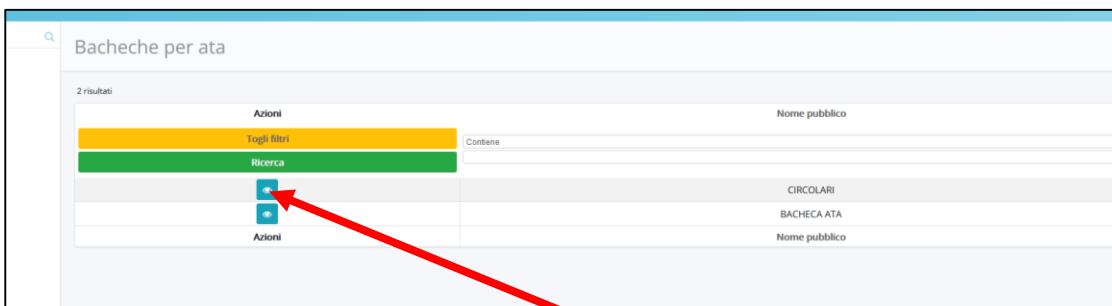 Bacheche per ata
2 risultati
Azioni Nome pubblico
Togli filtri Contiene
Ricerca
CIRCOLARI
BACHECA ATA
Azioni Nome pubblico